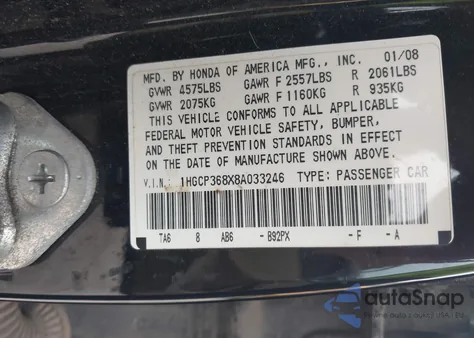 MFD. BY HONDA OF AMERICA MFG., INC. 01/08
GVWR 4575LBS GAWR F 2557LBS R 2061LBS
GVWR 2075KG GAWR F 1160KG R 935KG
THIS VEHICLE CONFORMS TO ALL APPLICABLE
FEDERAL MOTOR VEHICLE SAFETY, BUMPER,
AND THEFT PREVENTION STANDARDS IN EFFECT
ON THE DATE OF MANUFACTURE SHOWN ABOVE.
V.I.N.: 1HGCP368X8A033246 TYPE: PASSENGER CAR
TA6 8 AB6 -B92PX -F -A
autoSnap